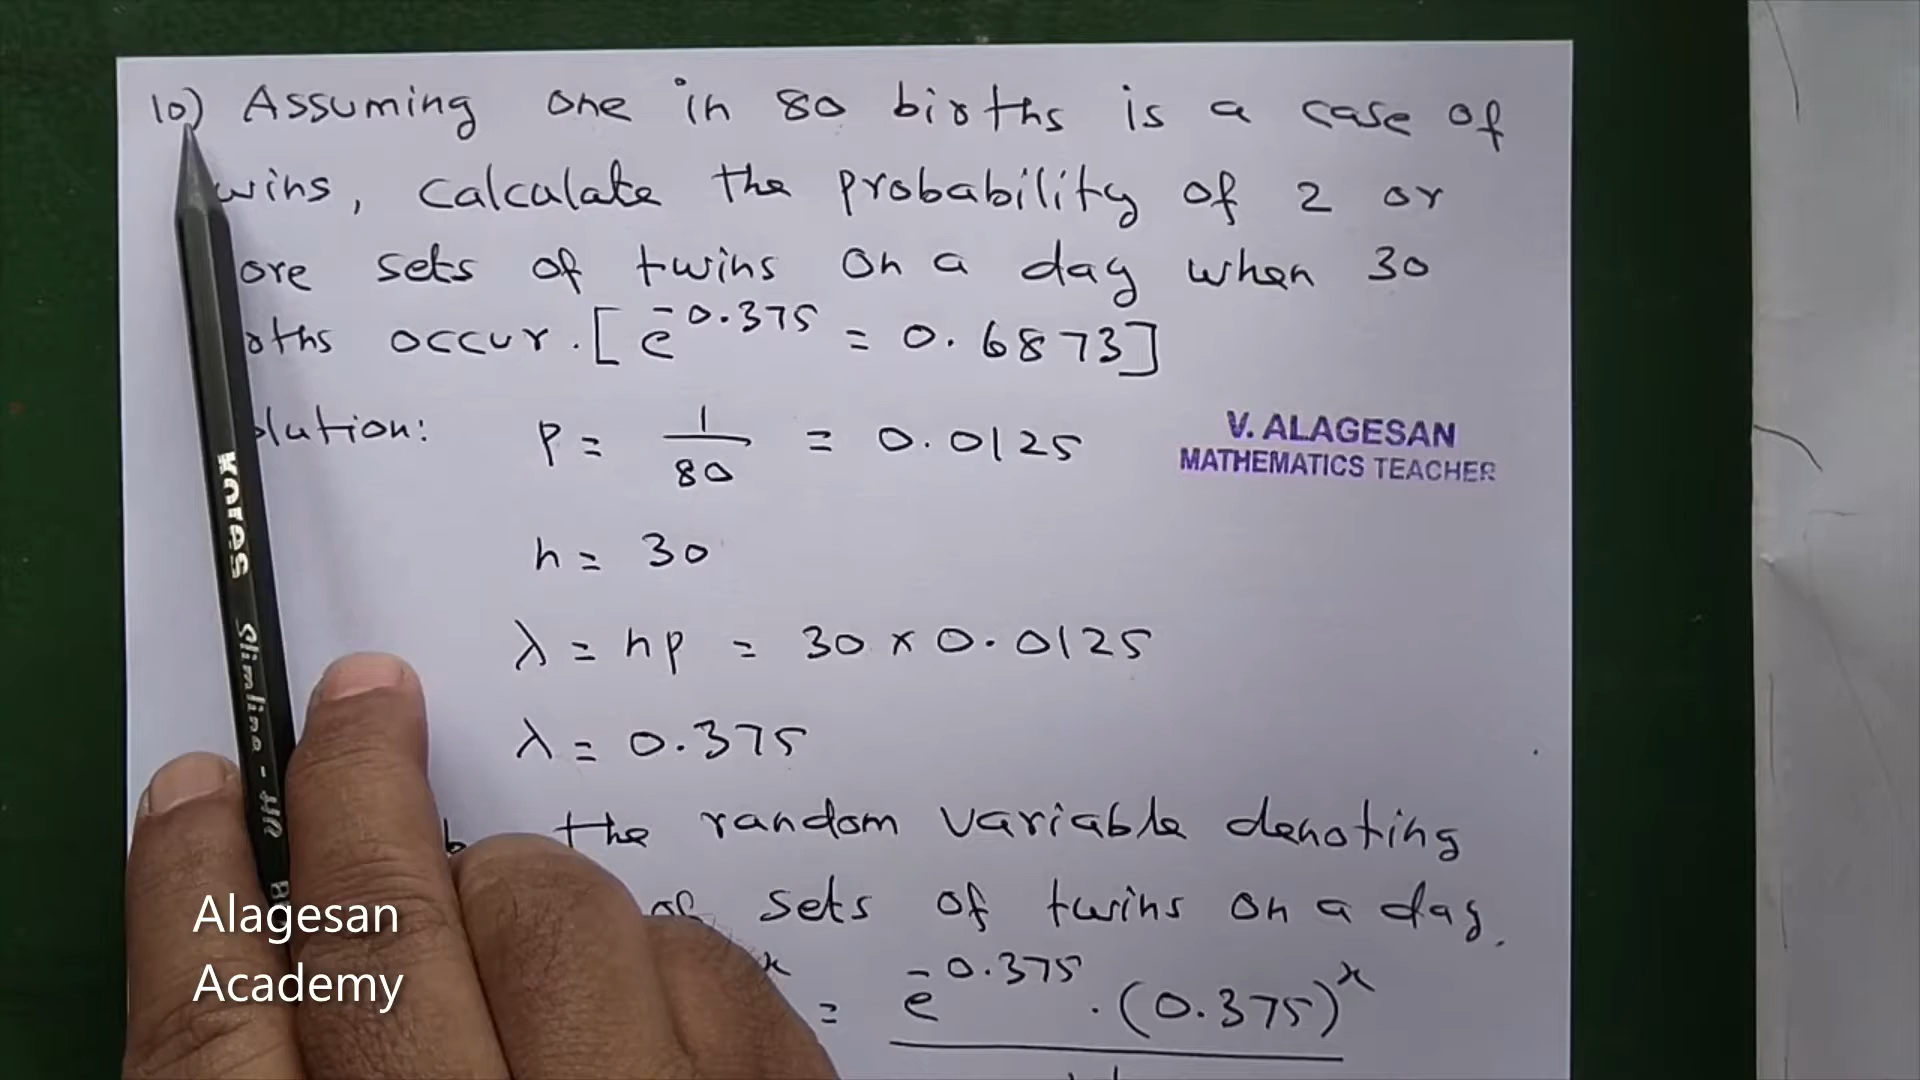 10) Assuming one in 80 births is a case of
wins, calculate the probability of 2 or
ore sets of twins on a day when 30
rths occur. [e^-0.375 = 0.6873]
olution: P = 1/80 = 0.0125
V. ALAGESAN
MATHEMATICS TEACHER
n = 30
λ = np = 30 x 0.0125
λ = 0.375
b the random variable denoting
of sets of twins on a day.
x = e^-0.375 . (0.375)^x
Kores Slimline - HB
Alagesan
Academy